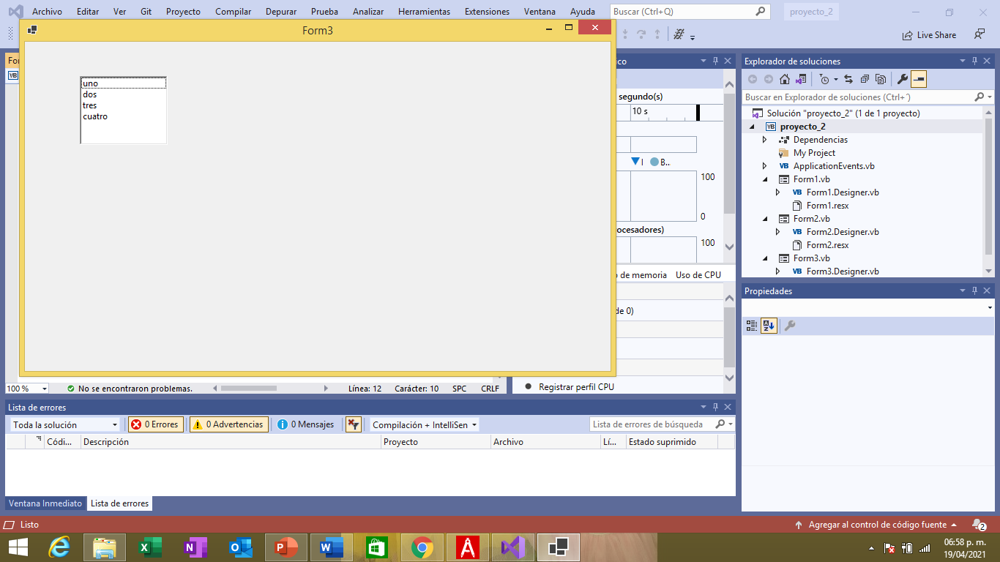 Archivo Editar Ver Git Proyecto Compilar Depurar Prueba Analizar Herramientas Extensiones Ventana Ayuda Buscar (Ctrl+Q) proyecto_2
Form3
Live Share
uno
dos
tres
cuatro
segundo(s)
10 s
100
0
100
Uso de CPU
Registrar perfil CPU
100 % No se encontraron problemas. Línea: 12 Carácter: 10 SPC CRLF
Explorador de soluciones
Buscar en Explorador de soluciones (Ctrl+´)
Solución "proyecto_2" (1 de 1 proyecto)
VB proyecto_2
Dependencias
My Project
VB ApplicationEvents.vb
Form1.vb
VB Form1.Designer.vb
Form1.resx
Form2.vb
VB Form2.Designer.vb
Form2.resx
Form3.vb
VB Form3.Designer.vb
Propiedades
Lista de errores
Toda la solución 0 Errores 0 Advertencias 0 Mensajes Compilación + IntelliSen Lista de errores de búsqueda
Códi... Descripción Proyecto Archivo Lí... Estado suprimido
Ventana Inmediato Lista de errores
Listo Agregar al control de código fuente 2
06:58 p. m.
19/04/2021